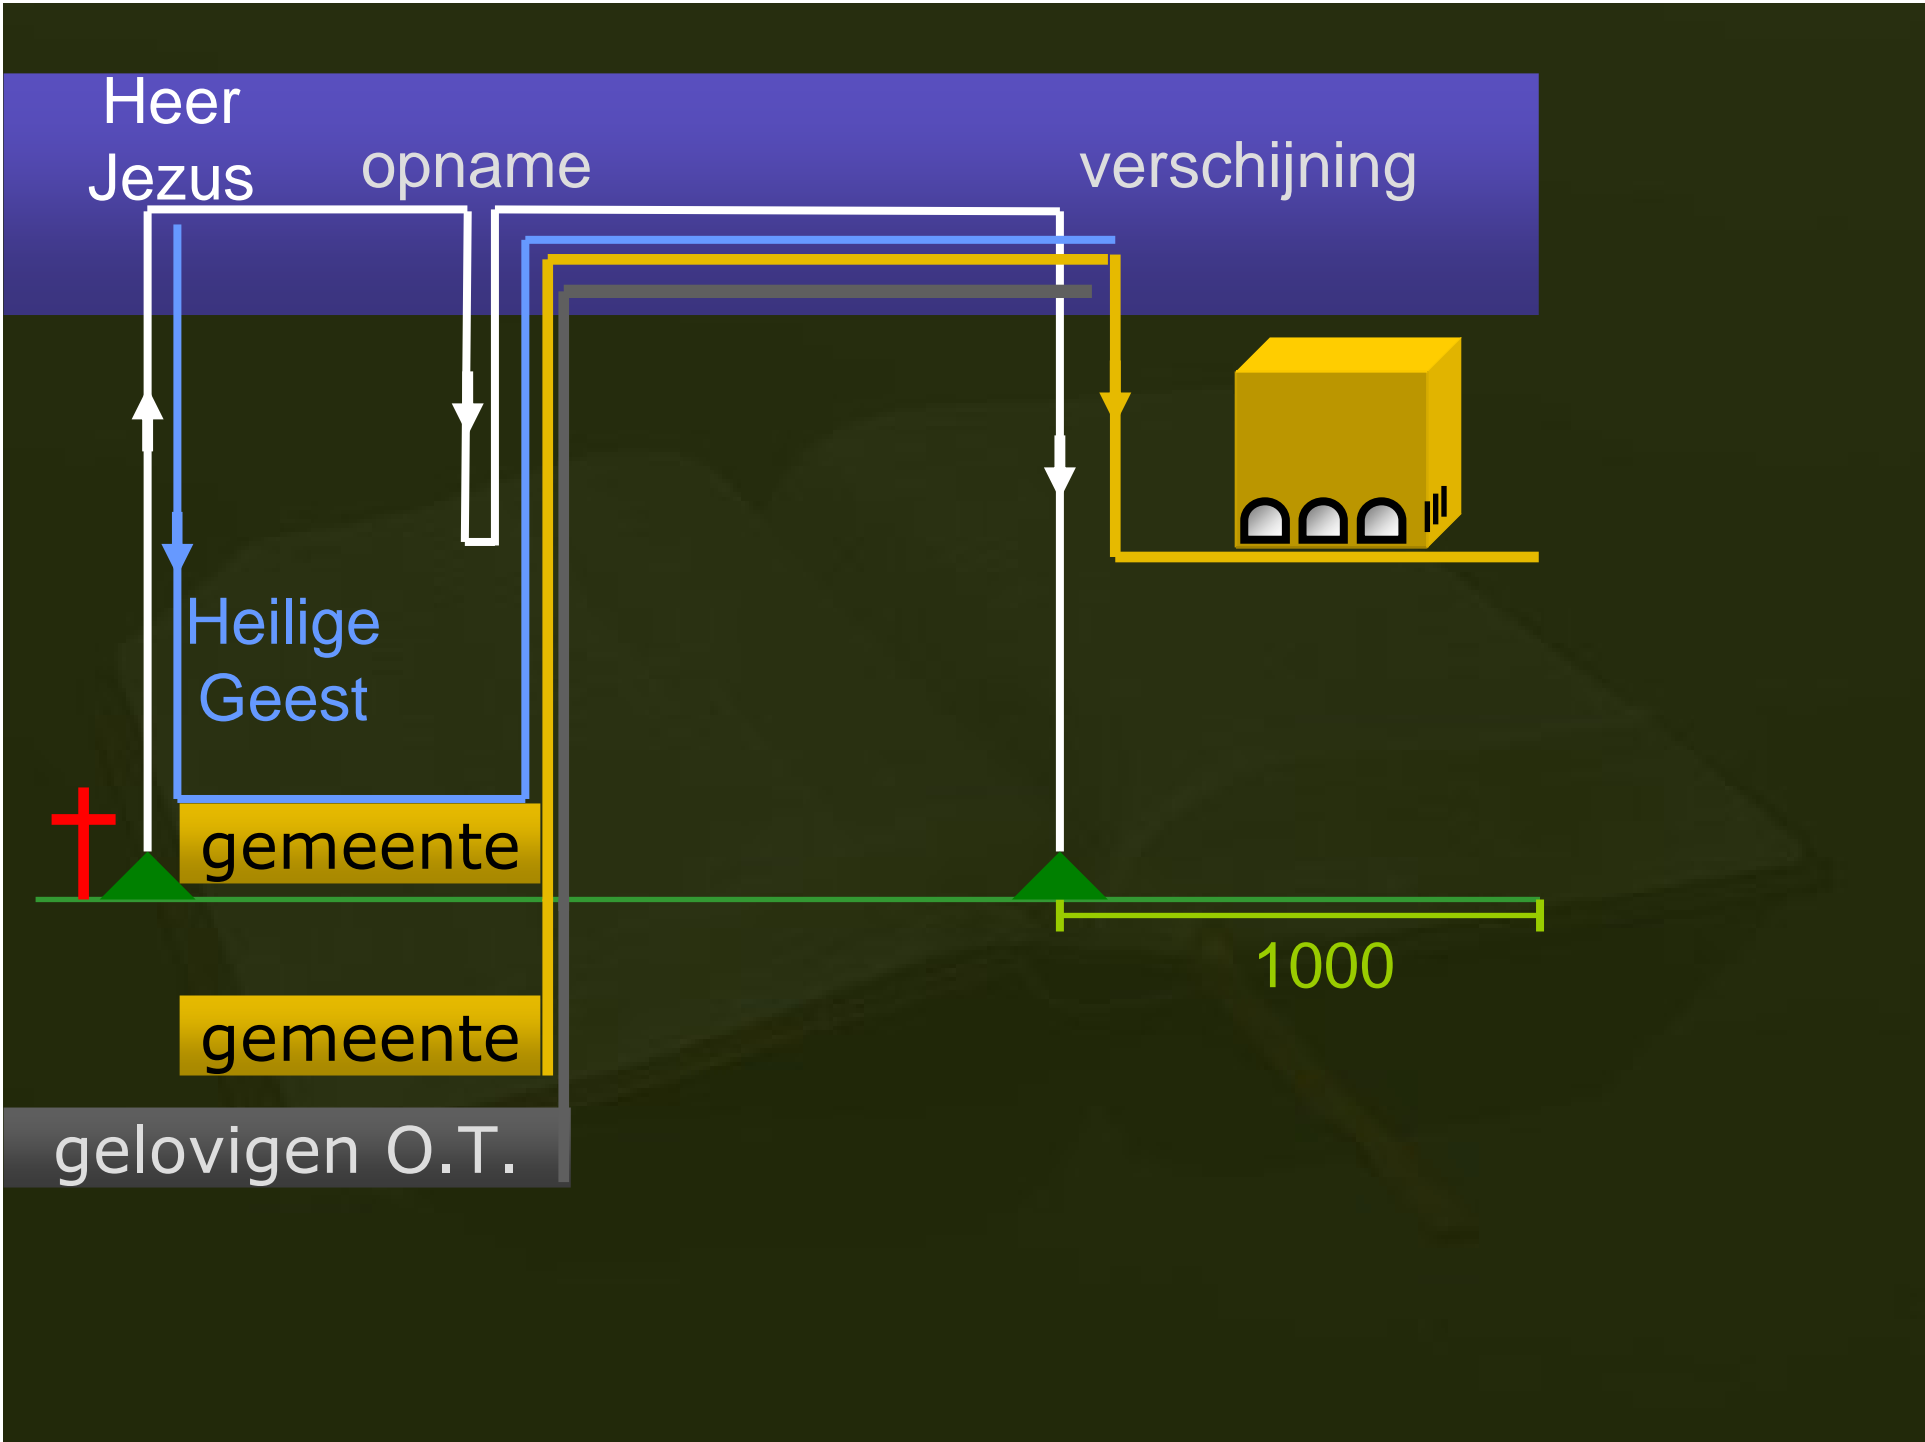 Heer
Jezus
opname
verschijning
Heilige
Geest
gemeente
1000
gemeente
gelovigen O.T.